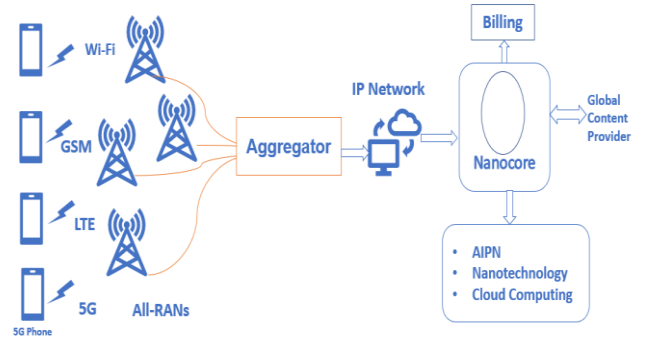 Billing
Wi-Fi
IP Network
Global
Content
Provider
GSM
Aggregator
Nanocore
LTE
• AIPN
• Nanotechnology
• Cloud Computing
5G
All-RANs
5G Phone